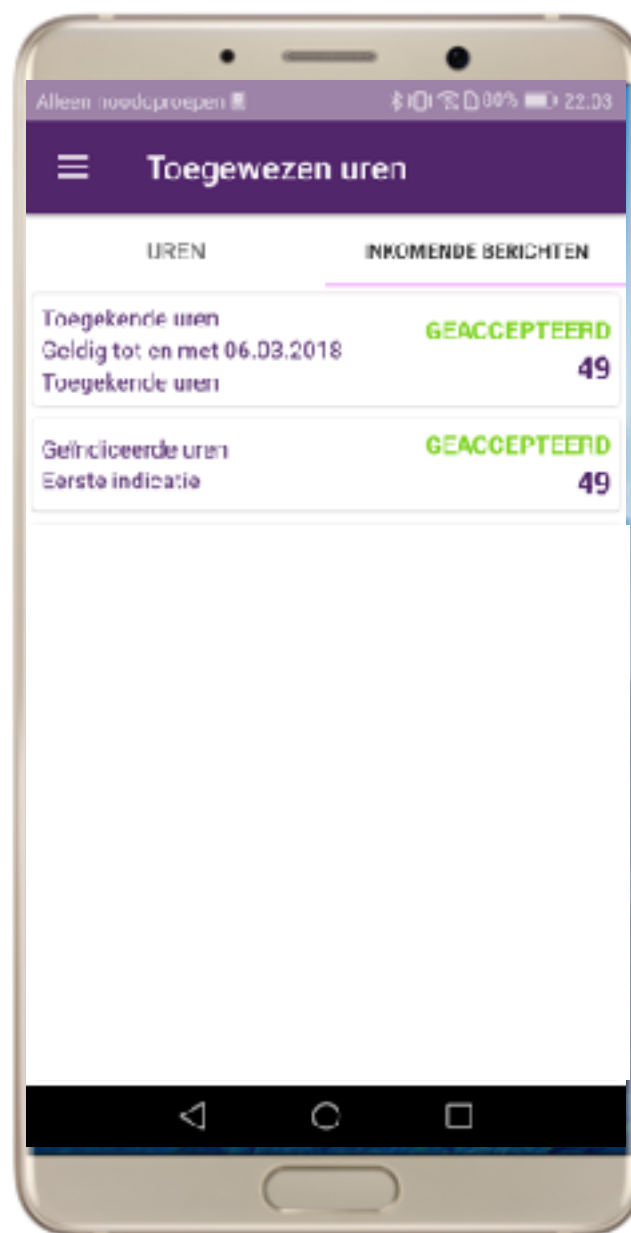 Alleen noodoproepen 80% 22.03
Toegewezen uren
UREN INKOMENDE BERICHTEN
Toegekende uren
Geldig tot en met 06.03.2018
Toegekende uren
GEACCEPTEERD
49
Geïndiceerde uren
Eerste indicatie
GEACCEPTEERD
49